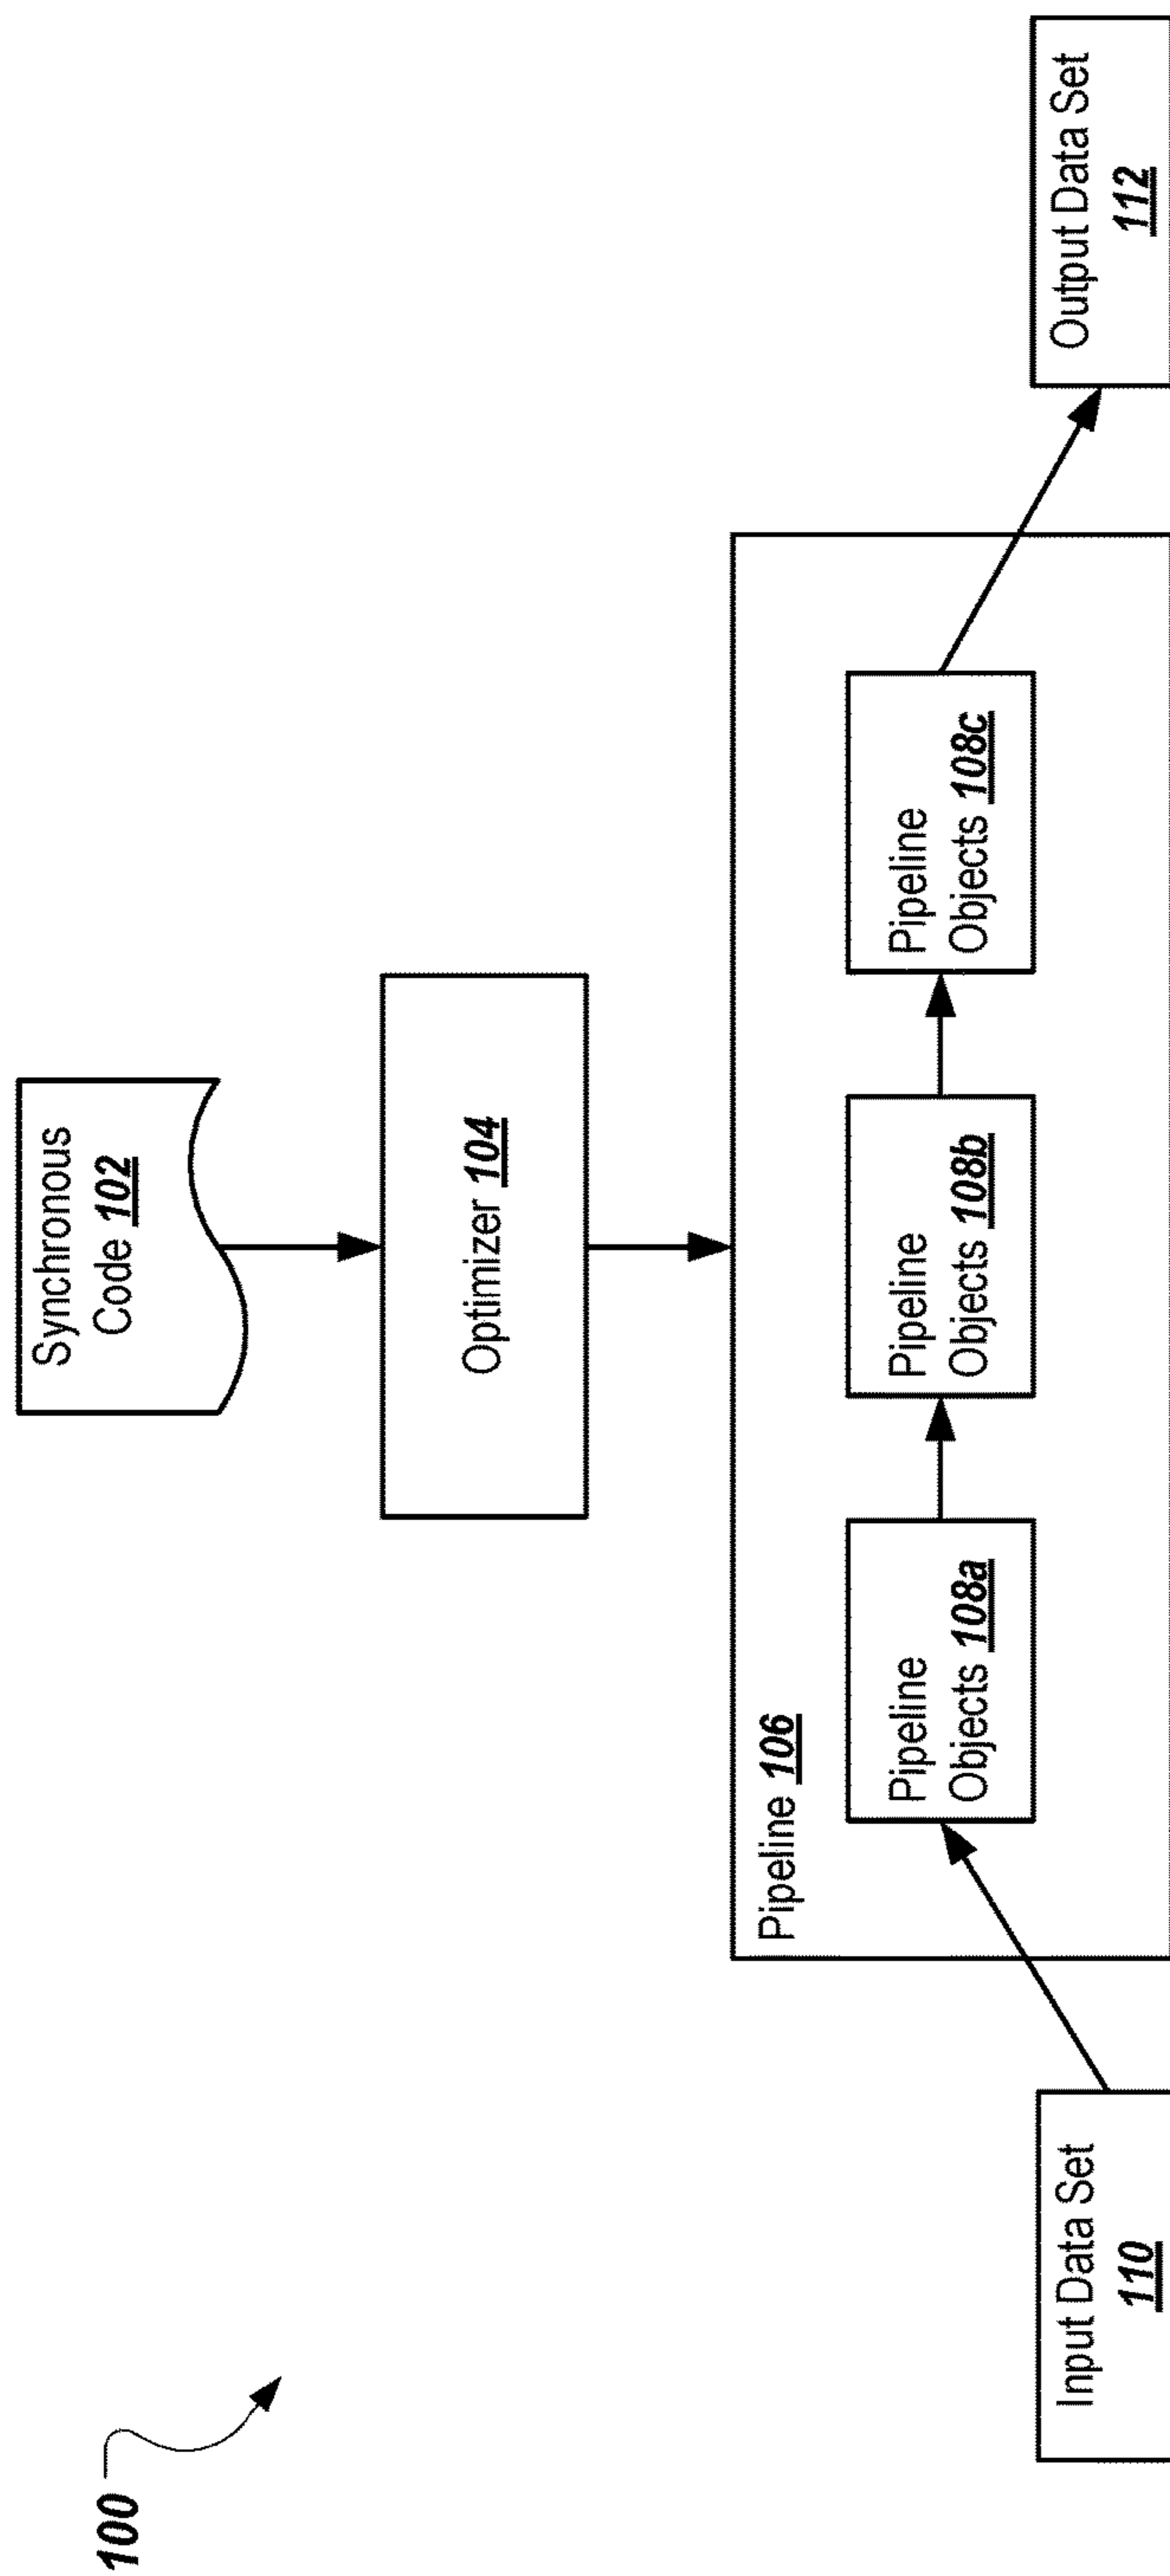 100
Synchronous
Code 102
Optimizer 104
Pipeline 106
Pipeline
Objects 108a
Pipeline
Objects 108b
Pipeline
Objects 108c
Input Data Set
110
Output Data Set
112